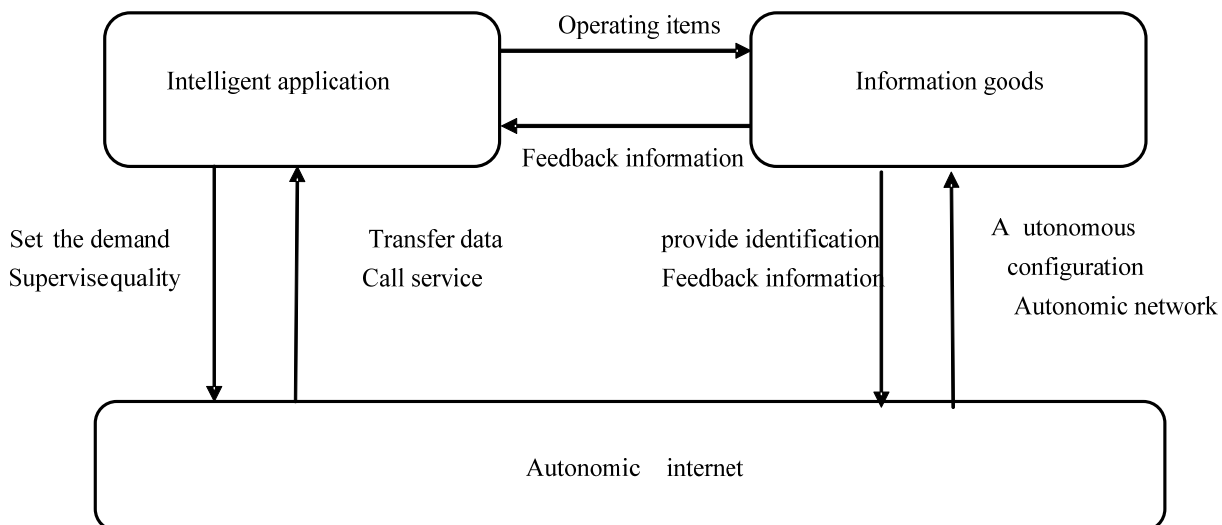 Operating items
Intelligent application
Information goods
Feedback information
Set the demand
Supervisequality
Transfer data
Call service
provide identification
Feedback information
A utonomous
configuration
Autonomic network
Autonomic internet